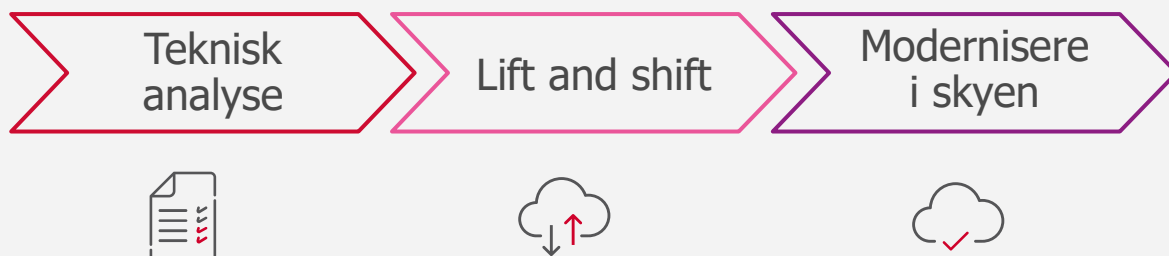 Teknisk
analyse
Lift and shift
Modernisere
i skyen